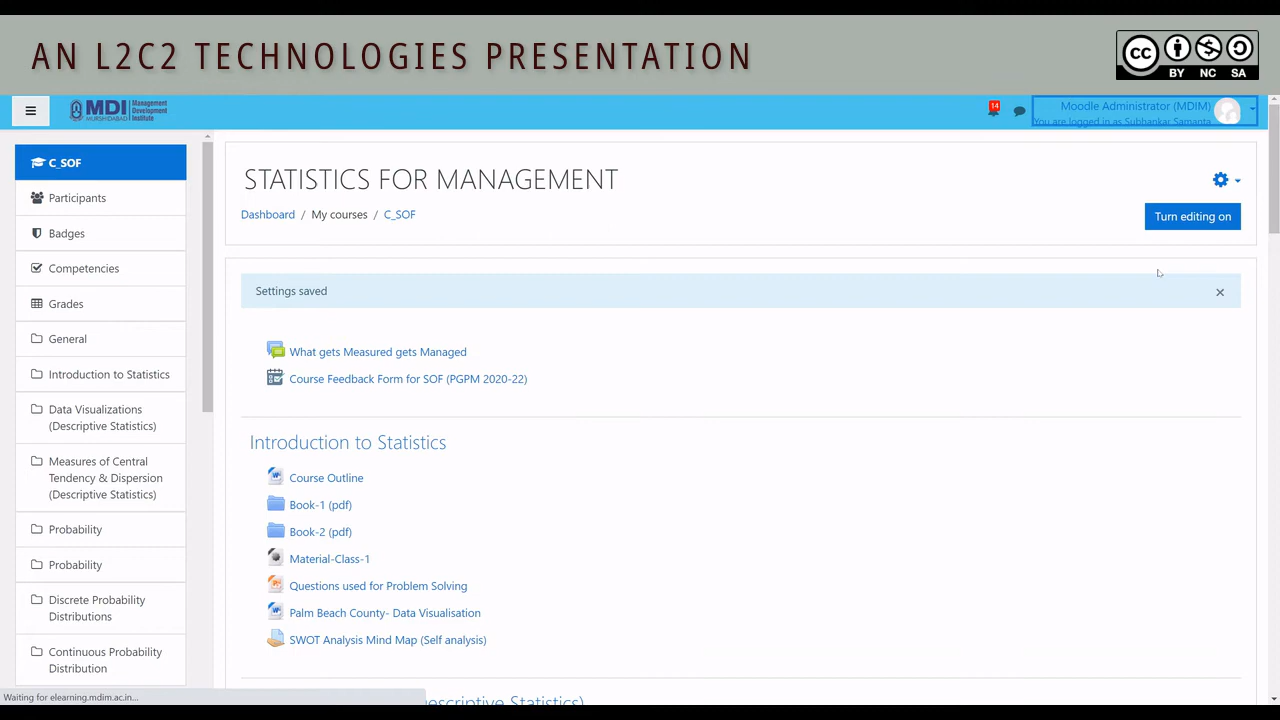 AN L2C2 TECHNOLOGIES PRESENTATION
CC BY NC SA
MDI Management Development Institute
MURSHIDABAD
14
Moodle Administrator (MDIM)
You are logged in as Subhankar Samanta
C_SOF
Participants
Badges
Competencies
Grades
General
Introduction to Statistics
Data Visualizations
(Descriptive Statistics)
Measures of Central
Tendency & Dispersion
(Descriptive Statistics)
Probability
Probability
Discrete Probability
Distributions
Continuous Probability
Distribution
STATISTICS FOR MANAGEMENT
Dashboard / My courses / C_SOF
Turn editing on
Settings saved
×
What gets Measured gets Managed
Course Feedback Form for SOF (PGPM 2020-22)
Introduction to Statistics
Course Outline
Book-1 (pdf)
Book-2 (pdf)
Material-Class-1
Questions used for Problem Solving
Palm Beach County- Data Visualisation
SWOT Analysis Mind Map (Self analysis)
escriptive Statistics)
Waiting for elearning.mdim.ac.in...